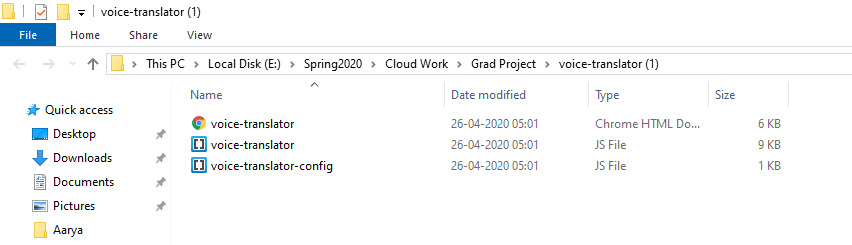 voice-translator (1)
File Home Share View
This PC Local Disk (E:) Spring2020 Cloud Work Grad Project voice-translator (1)
Name Date modified Type Size
Quick access
voice-translator 26-04-2020 05:01 Chrome HTML Do... 6 KB
Desktop
voice-translator 26-04-2020 05:01 JS File 9 KB
Downloads
voice-translator-config 26-04-2020 05:01 JS File 1 KB
Documents
Pictures
Aarya